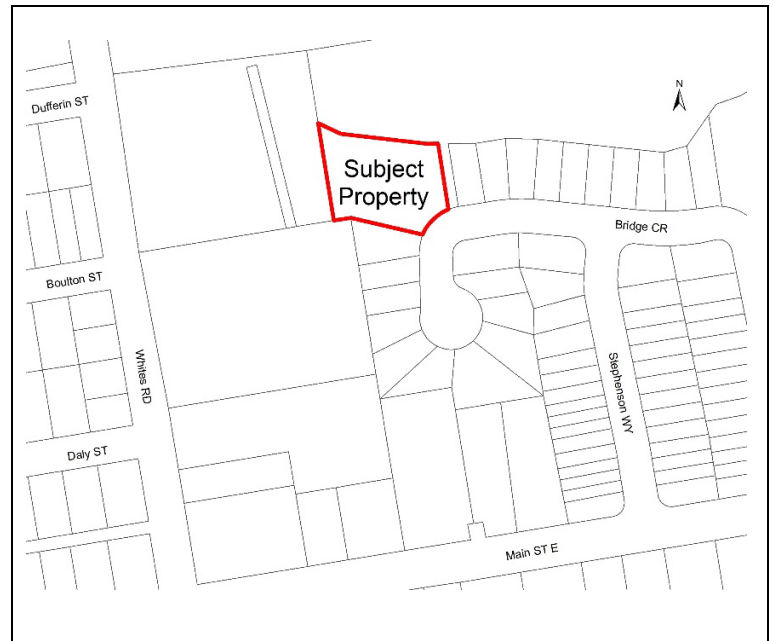 Dufferin ST
N
Subject
Property
Bridge CR
Boulton ST
Whites RD
Stephenson WY
Daly ST
Main ST E